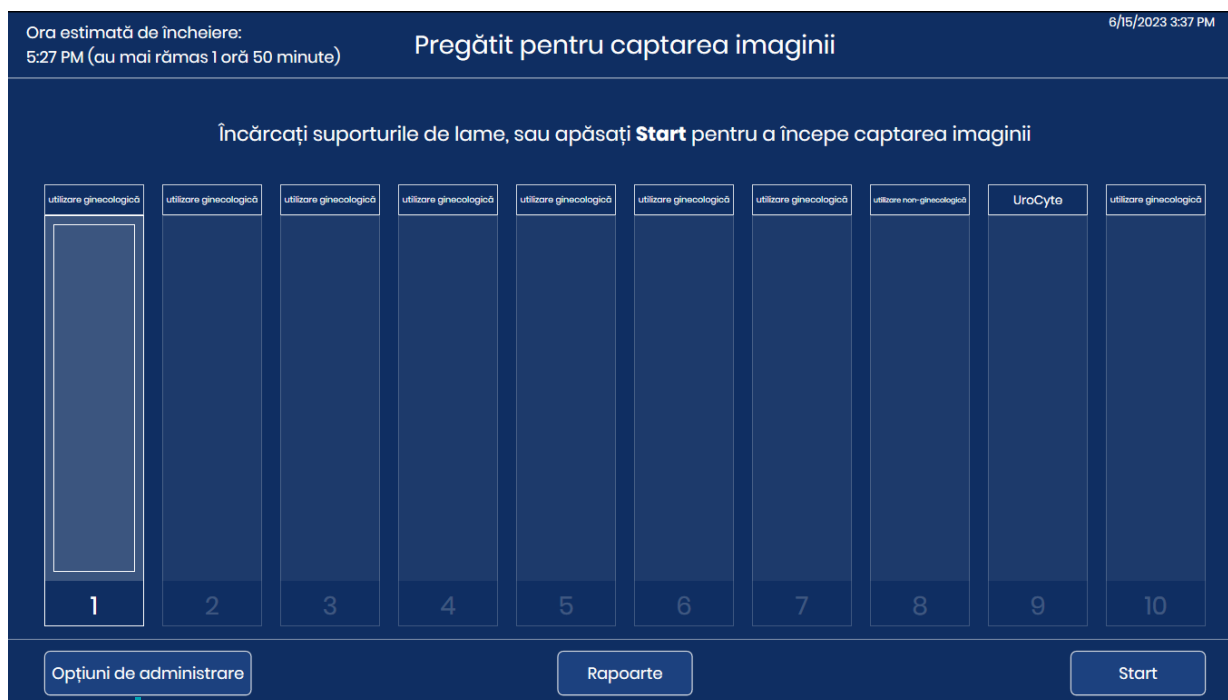 Ora estimată de încheiere:
5:27 PM (au mai rămas 1 oră 50 minute)
Pregătit pentru captarea imaginii
6/15/2023 3:37 PM
Încărcați suporturile de lame, sau apăsați Start pentru a începe captarea imaginii
utilizare ginecologică
utilizare ginecologică
utilizare ginecologică
utilizare ginecologică
utilizare ginecologică
utilizare ginecologică
utilizare ginecologică
utilizare non-ginecologică
UroCyte
utilizare ginecologică
1
2
3
4
5
6
7
8
9
10
Opțiuni de administrare
Rapoarte
Start